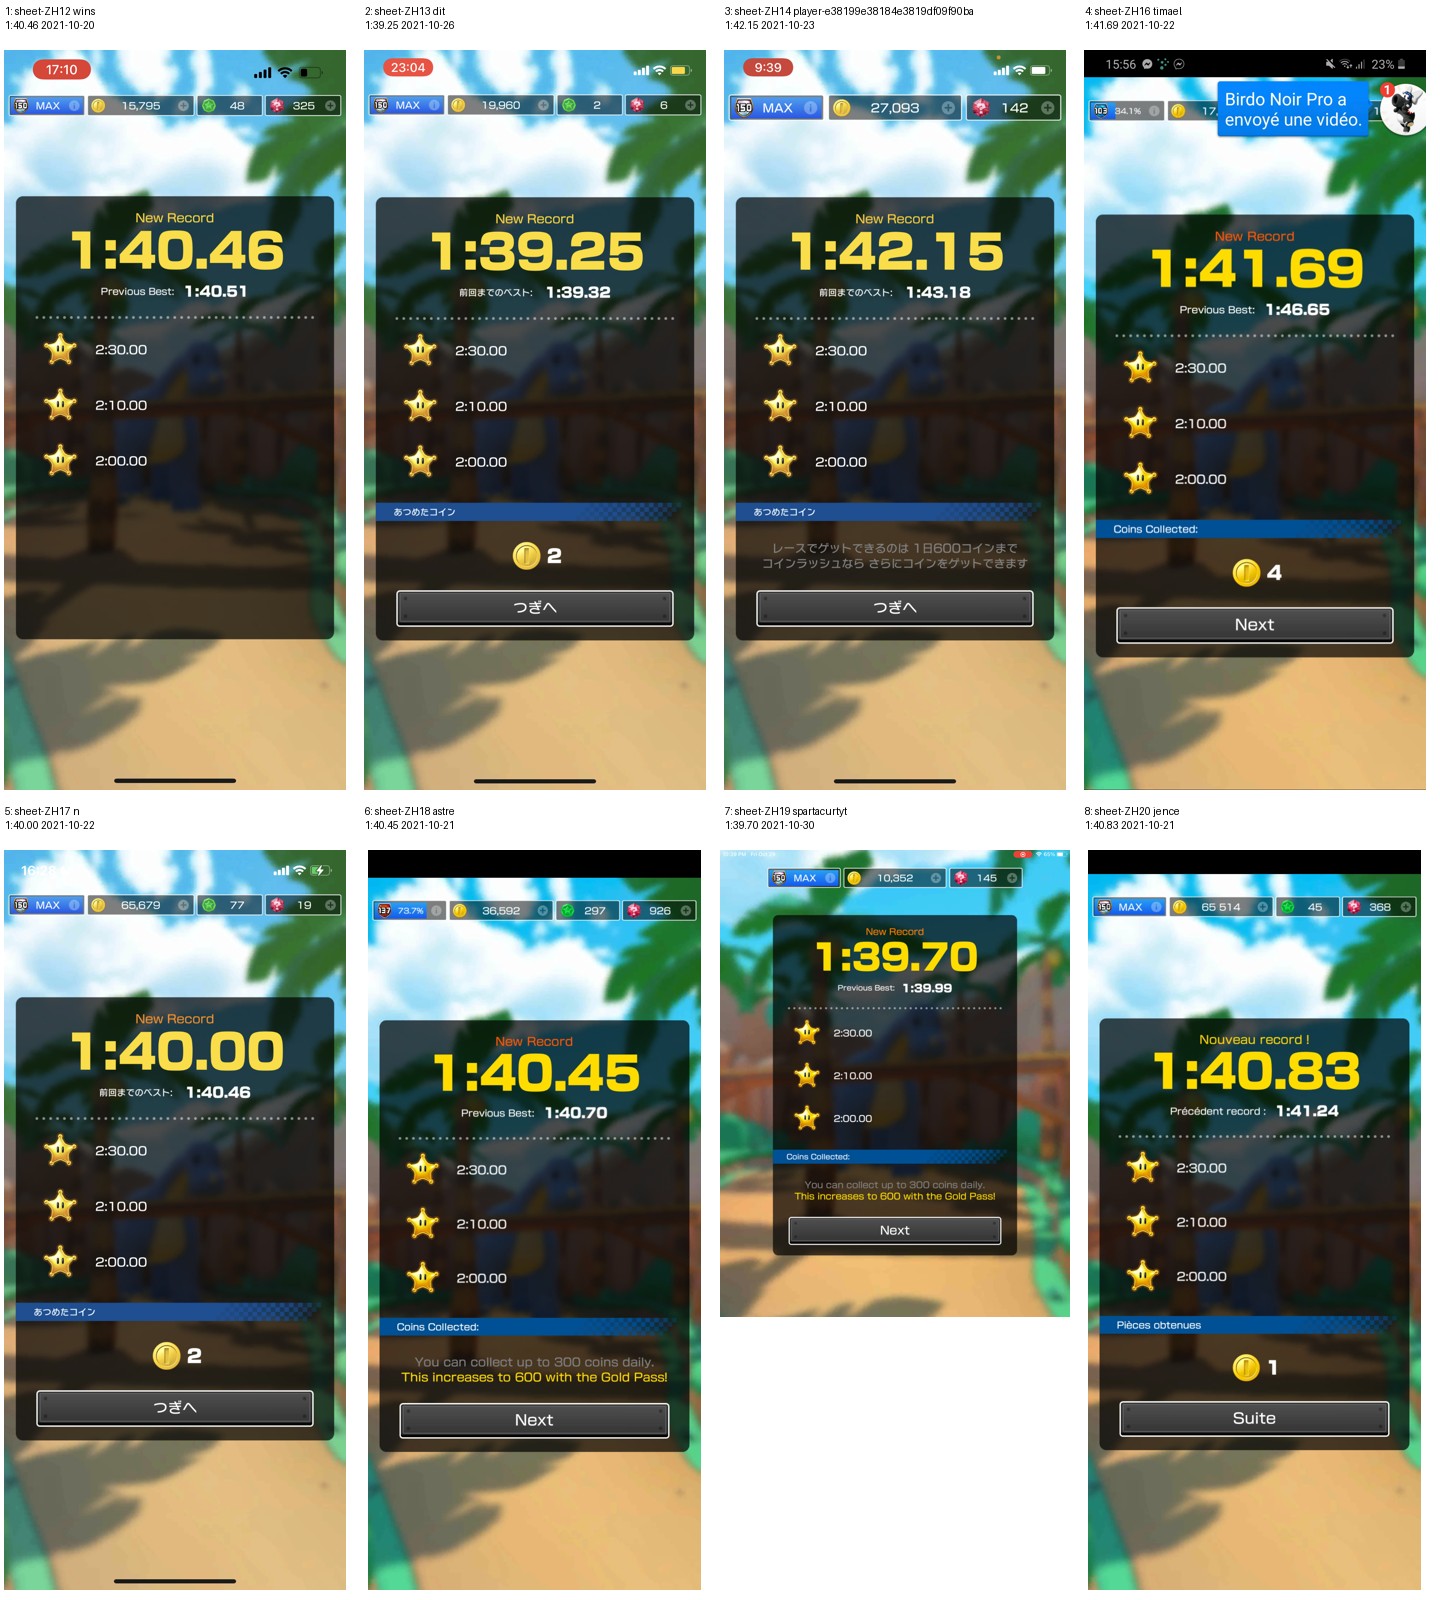 1: sheet-ZH12 wins
1:40.46 2021-10-20
17:10
150 MAX 15,795 48 325
New Record
1:40.46
Previous Best: 1:40.51
2:30.00
2:10.00
2:00.00
2: sheet-ZH13 dit
1:39.25 2021-10-26
23:04
150 MAX 19,960 2 6
New Record
1:39.25
前回までのベスト: 1:39.32
2:30.00
2:10.00
2:00.00
あつめたコイン
2
つぎへ
3: sheet-ZH14 player-e38199e38184e3819df09f90ba
1:42.15 2021-10-23
9:39
150 MAX 27,093 142
New Record
1:42.15
前回までのベスト: 1:43.18
2:30.00
2:10.00
2:00.00
あつめたコイン
レースでゲットできるのは 1日600コインまで
コインラッシュなら さらにコインをゲットできます
つぎへ
4: sheet-ZH16 timael
1:41.69 2021-10-22
15:56 23%
103 34.1% 17,
Birdo Noir Pro a
envoyé une vidéo.
1
New Record
1:41.69
Previous Best: 1:46.65
2:30.00
2:10.00
2:00.00
Coins Collected:
4
Next
5: sheet-ZH17 n
1:40.00 2021-10-22
150 MAX 65,679 77 19
New Record
1:40.00
前回までのベスト: 1:40.46
2:30.00
2:10.00
2:00.00
あつめたコイン
2
つぎへ
6: sheet-ZH18 astre
1:40.45 2021-10-21
137 73.7% 36,592 297 926
New Record
1:40.45
Previous Best: 1:40.70
2:30.00
2:10.00
2:00.00
Coins Collected:
You can collect up to 300 coins daily.
This increases to 600 with the Gold Pass!
Next
7: sheet-ZH19 spartacurtyt
1:39.70 2021-10-30
150 MAX 10,352 145
New Record
1:39.70
Previous Best: 1:39.99
2:30.00
2:10.00
2:00.00
Coins Collected:
You can collect up to 300 coins daily.
This increases to 600 with the Gold Pass!
Next
8: sheet-ZH20 jence
1:40.83 2021-10-21
150 MAX 65 514 45 368
Nouveau record !
1:40.83
Précédent record : 1:41.24
2:30.00
2:10.00
2:00.00
Pièces obtenues
1
Suite